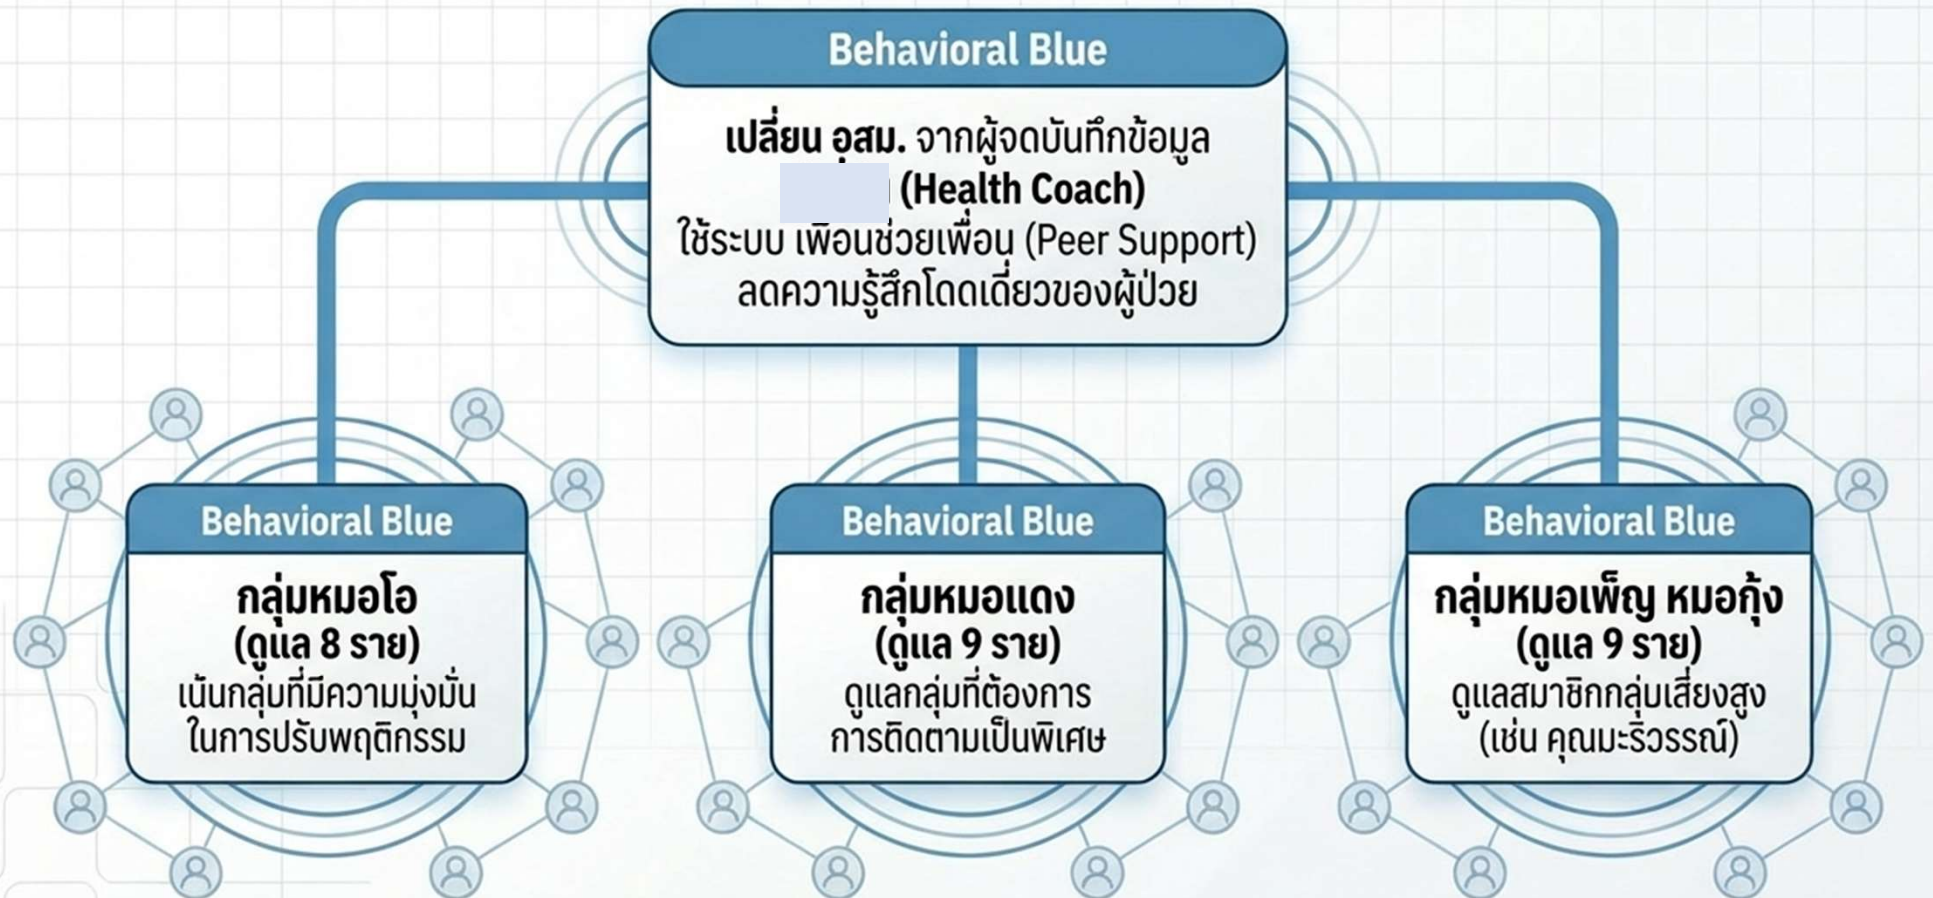 Behavioral Blue
เปลี่ยน อสม. จากผู้จดบันทึกข้อมูล
(Health Coach)
ใช้ระบบ เพื่อนช่วยเพื่อน (Peer Support)
ลดความรู้สึกโดดเดี่ยวของผู้ป่วย
Behavioral Blue
กลุ่มหมอโอ
(ดูแล 8 ราย)
เน้นกลุ่มที่มีความมุ่งมั่น
ในการปรับพฤติกรรม
Behavioral Blue
กลุ่มหมอแดง
(ดูแล 9 ราย)
ดูแลกลุ่มที่ต้องการ
การติดตามเป็นพิเศษ
Behavioral Blue
กลุ่มหมอเพ็ญ หมอกุ้ง
(ดูแล 9 ราย)
ดูแลสมาชิกกลุ่มเสี่ยงสูง
(เช่น คุณมะริวรรณ์)